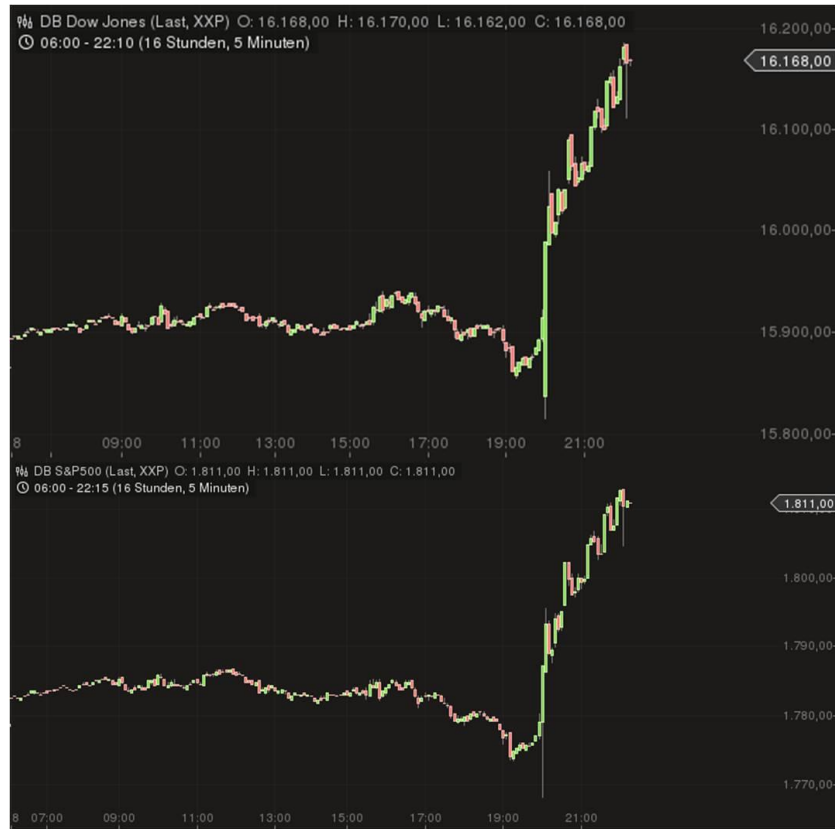 DB Dow Jones (Last, XXP) O: 16.168,00 H: 16.170,00 L: 16.162,00 C: 16.168,00
06:00 - 22:10 (16 Stunden, 5 Minuten)
16.200,00
16.168,00
16.100,00
16.000,00
15.900,00
15.800,00
8 09:00 11:00 13:00 15:00 17:00 19:00 21:00
DB S&P500 (Last, XXP) O: 1.811,00 H: 1.811,00 L: 1.811,00 C: 1.811,00
06:00 - 22:15 (16 Stunden, 5 Minuten)
1.811,00
1.800,00
1.790,00
1.780,00
1.770,00
8 07:00 09:00 11:00 13:00 15:00 17:00 19:00 21:00